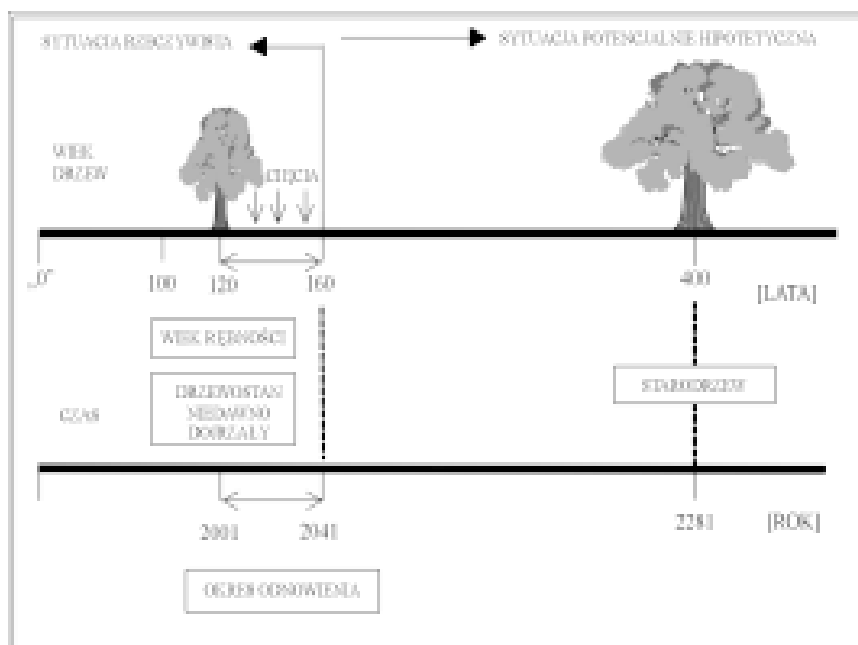 SYTUACJA RZECZYWISTA
SYTUACJA POTENCJALNIE HIPOTETYCZNA
WIEK
DRZEW
CIĘCIA
„0”
100
120
160
400
[LATA]
WIEK RĘBNOŚCI
DRZEWOSTAN
NIEDAWNO
DOJRZAŁY
STARODRZEW
CZAS
2001
2041
2281
[ROK]
OKRES ODNOWIENIA